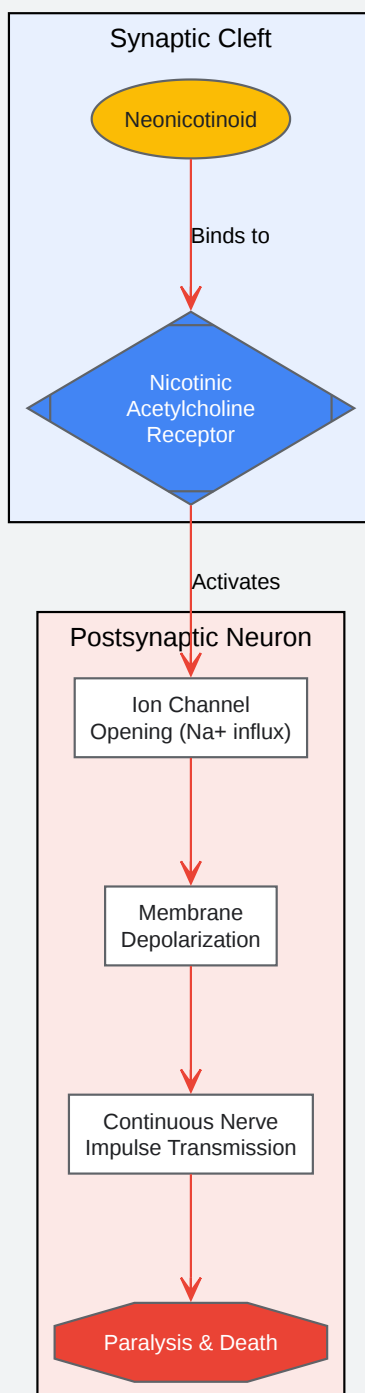 Synaptic Cleft
Neonicotinoid
Binds to
Nicotinic
Acetylcholine
Receptor
Activates
Postsynaptic Neuron
Ion Channel
Opening (Na+ influx)
Membrane
Depolarization
Continuous Nerve
Impulse Transmission
Paralysis & Death